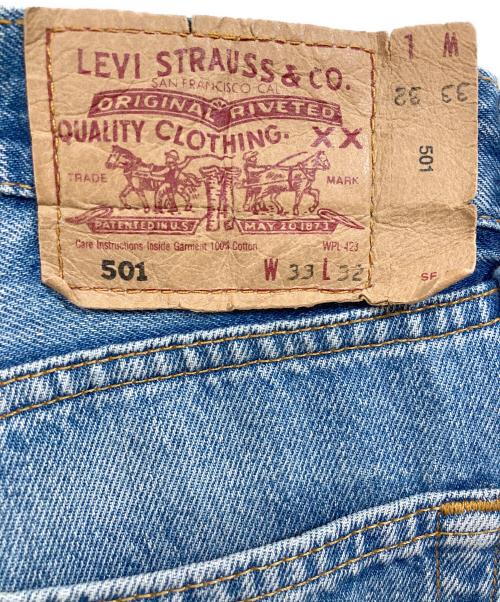 LEVI STRAUSS & CO.
SAN FRANCISCO CAL.
ORIGINAL RIVETED
QUALITY CLOTHING. XX
TRADE MARK
PATENTED IN U.S. MAY 20 1873
Care Instructions Inside Garment 100% Cotton WPL-423
501 W 33 L 32
W L
33 32
501
SF